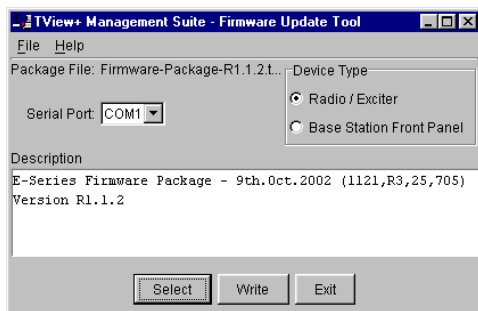 TView+ Management Suite - Firmware Update Tool
File Help
Package File: Firmware-Package-R1.1.2.t...
Device Type
Radio / Exciter
Serial Port: COM1
Base Station Front Panel
Description
E-Series Firmware Package - 9th.Oct.2002 (1121,R3,25,705)
Version R1.1.2
Select Write Exit